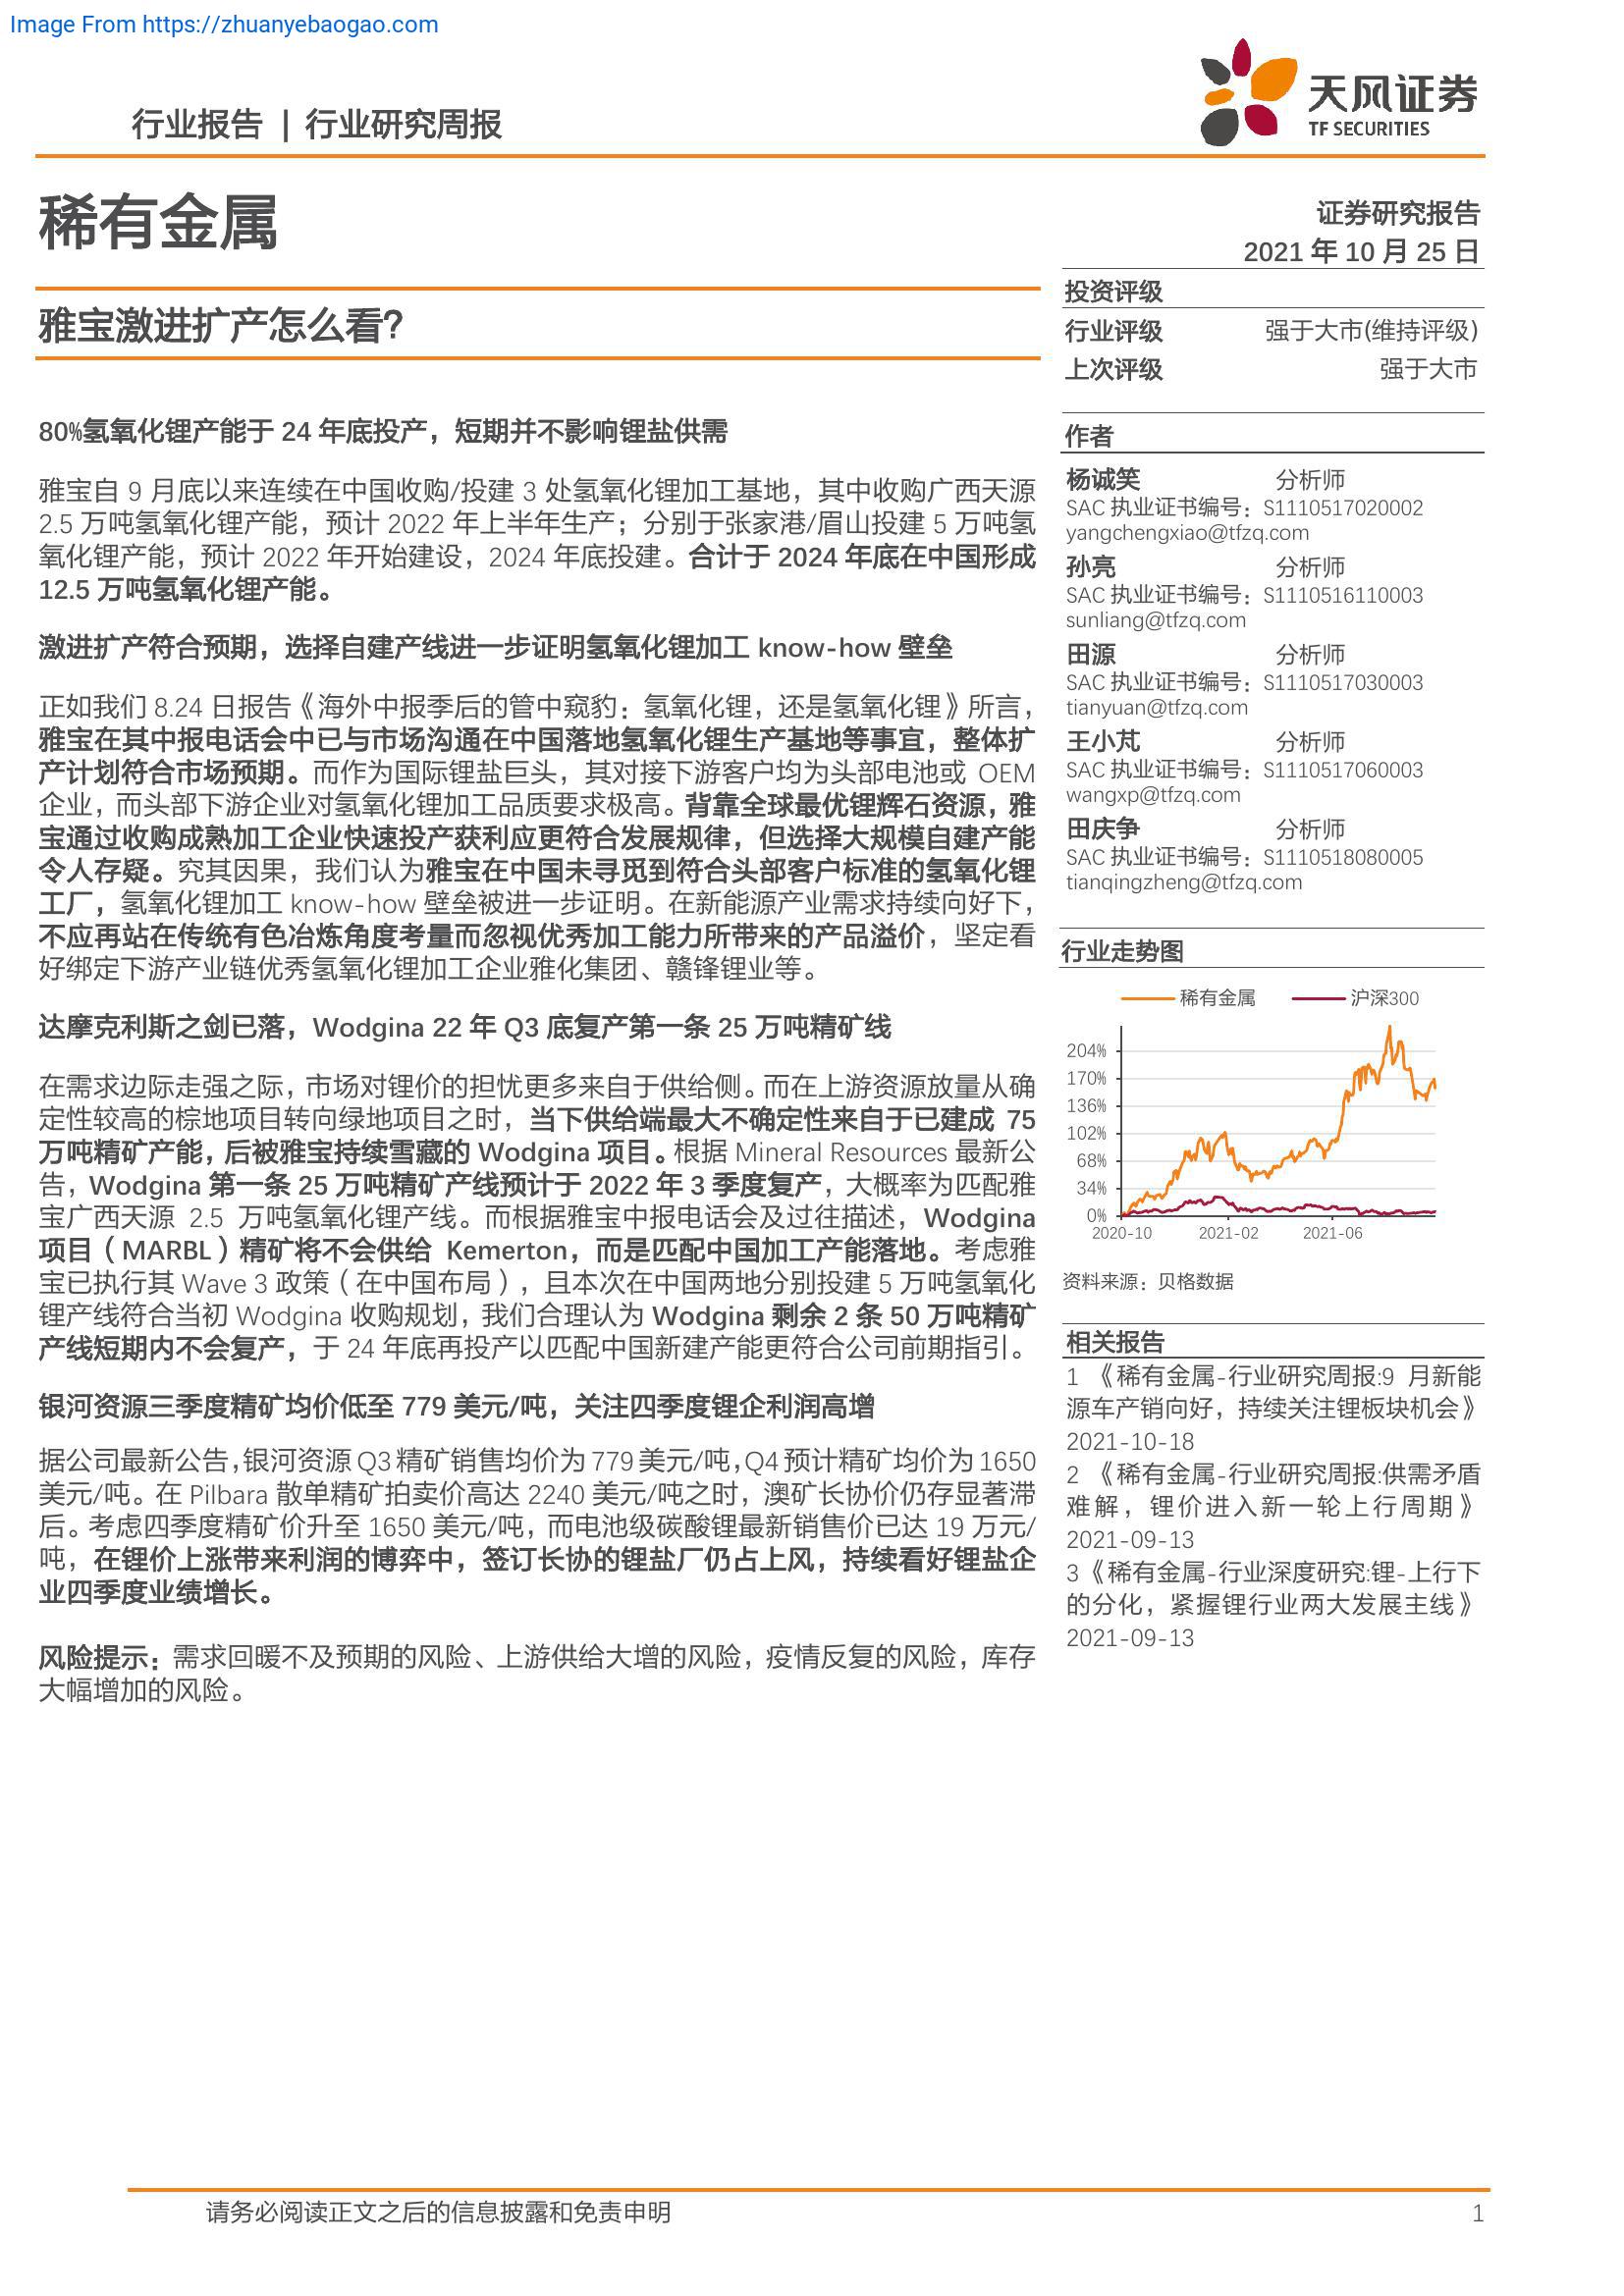 Image From https://zhuanyebaogao.com
行业报告 | 行业研究周报
天风证券
TF SECURITIES
稀有金属
证券研究报告
2021 年 10 月 25 日
雅宝激进扩产怎么看？
投资评级
行业评级 强于大市(维持评级)
上次评级 强于大市
80%氢氧化锂产能于 24 年底投产，短期并不影响锂盐供需
雅宝自 9 月底以来连续在中国收购/投建 3 处氢氧化锂加工基地，其中收购广西天源
2.5 万吨氢氧化锂产能，预计 2022 年上半年生产；分别于张家港/眉山投建 5 万吨氢
氧化锂产能，预计 2022 年开始建设，2024 年底投建。合计于 2024 年底在中国形成
12.5 万吨氢氧化锂产能。
激进扩产符合预期，选择自建产线进一步证明氢氧化锂加工 know-how 壁垒
正如我们 8.24 日报告《海外中报季后的管中窥豹：氢氧化锂，还是氢氧化锂》所言，
雅宝在其中报电话会中已与市场沟通在中国落地氢氧化锂生产基地等事宜，整体扩
产计划符合市场预期。而作为国际锂盐巨头，其对接下游客户均为头部电池或 OEM
企业，而头部下游企业对氢氧化锂加工品质要求极高。背靠全球最优锂辉石资源，雅
宝通过收购成熟加工企业快速投产获利应更符合发展规律，但选择大规模自建产能
令人存疑。究其因果，我们认为雅宝在中国未寻觅到符合头部客户标准的氢氧化锂
工厂，氢氧化锂加工 know-how 壁垒被进一步证明。在新能源产业需求持续向好下，
不应再站在传统有色冶炼角度考量而忽视优秀加工能力所带来的产品溢价，坚定看
好绑定下游产业链优秀氢氧化锂加工企业雅化集团、赣锋锂业等。
达摩克利斯之剑已落，Wodgina 22 年 Q3 底复产第一条 25 万吨精矿线
在需求边际走强之际，市场对锂价的担忧更多来自于供给侧。而在上游资源放量从确
定性较高的棕地项目转向绿地项目之时，当下供给端最大不确定性来自于已建成 75
万吨精矿产能，后被雅宝持续雪藏的 Wodgina 项目。根据 Mineral Resources 最新公
告，Wodgina 第一条 25 万吨精矿产线预计于 2022 年 3 季度复产，大概率为匹配雅
宝广西天源 2.5 万吨氢氧化锂产线。而根据雅宝中报电话会及过往描述，Wodgina
项目（MARBL）精矿将不会供给 Kemerton，而是匹配中国加工产能落地。考虑雅
宝已执行其 Wave 3 政策（在中国布局），且本次在中国两地分别投建 5 万吨氢氧化
锂产线符合当初 Wodgina 收购规划，我们合理认为 Wodgina 剩余 2 条 50 万吨精矿
产线短期内不会复产，于 24 年底再投产以匹配中国新建产能更符合公司前期指引。
银河资源三季度精矿均价低至 779 美元/吨，关注四季度锂企利润高增
据公司最新公告，银河资源 Q3 精矿销售均价为 779 美元/吨，Q4 预计精矿均价为 1650
美元/吨。在 Pilbara 散单精矿拍卖价高达 2240 美元/吨之时，澳矿长协价仍存显著滞
后。考虑四季度精矿价升至 1650 美元/吨，而电池级碳酸锂最新销售价已达 19 万元/
吨，在锂价上涨带来利润的博弈中，签订长协的锂盐厂仍占上风，持续看好锂盐企
业四季度业绩增长。
风险提示：需求回暖不及预期的风险、上游供给大增的风险，疫情反复的风险，库存
大幅增加的风险。
作者
杨诚笑 分析师
SAC 执业证书编号：S1110517020002
yangchengxiao@tfzq.com
孙亮 分析师
SAC 执业证书编号：S1110516110003
sunliang@tfzq.com
田源 分析师
SAC 执业证书编号：S1110517030003
tianyuan@tfzq.com
王小芃 分析师
SAC 执业证书编号：S1110517060003
wangxp@tfzq.com
田庆争 分析师
SAC 执业证书编号：S1110518080005
tianqingzheng@tfzq.com
行业走势图
稀有金属 沪深300
204%
170%
136%
102%
68%
34%
0%
2020-10 2021-02 2021-06
资料来源：贝格数据
相关报告
1 《稀有金属-行业研究周报:9 月新能
源车产销向好，持续关注锂板块机会》
2021-10-18
2 《稀有金属-行业研究周报:供需矛盾
难解，锂价进入新一轮上行周期》
2021-09-13
3《稀有金属-行业深度研究:锂-上行下
的分化，紧握锂行业两大发展主线》
2021-09-13
请务必阅读正文之后的信息披露和免责申明 1